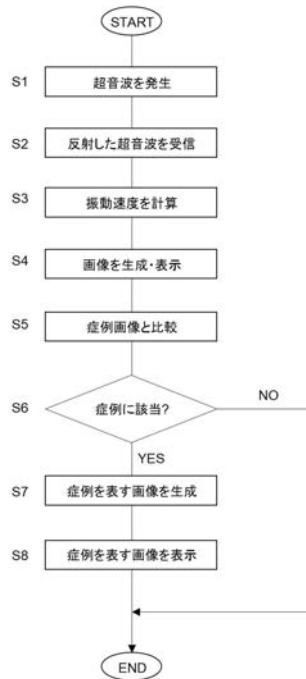 START
S1 超音波を発生
S2 反射した超音波を受信
S3 振動速度を計算
S4 画像を生成・表示
S5 症例画像と比較
S6 症例に該当? NO
YES
S7 症例を表す画像を生成
S8 症例を表す画像を表示
END